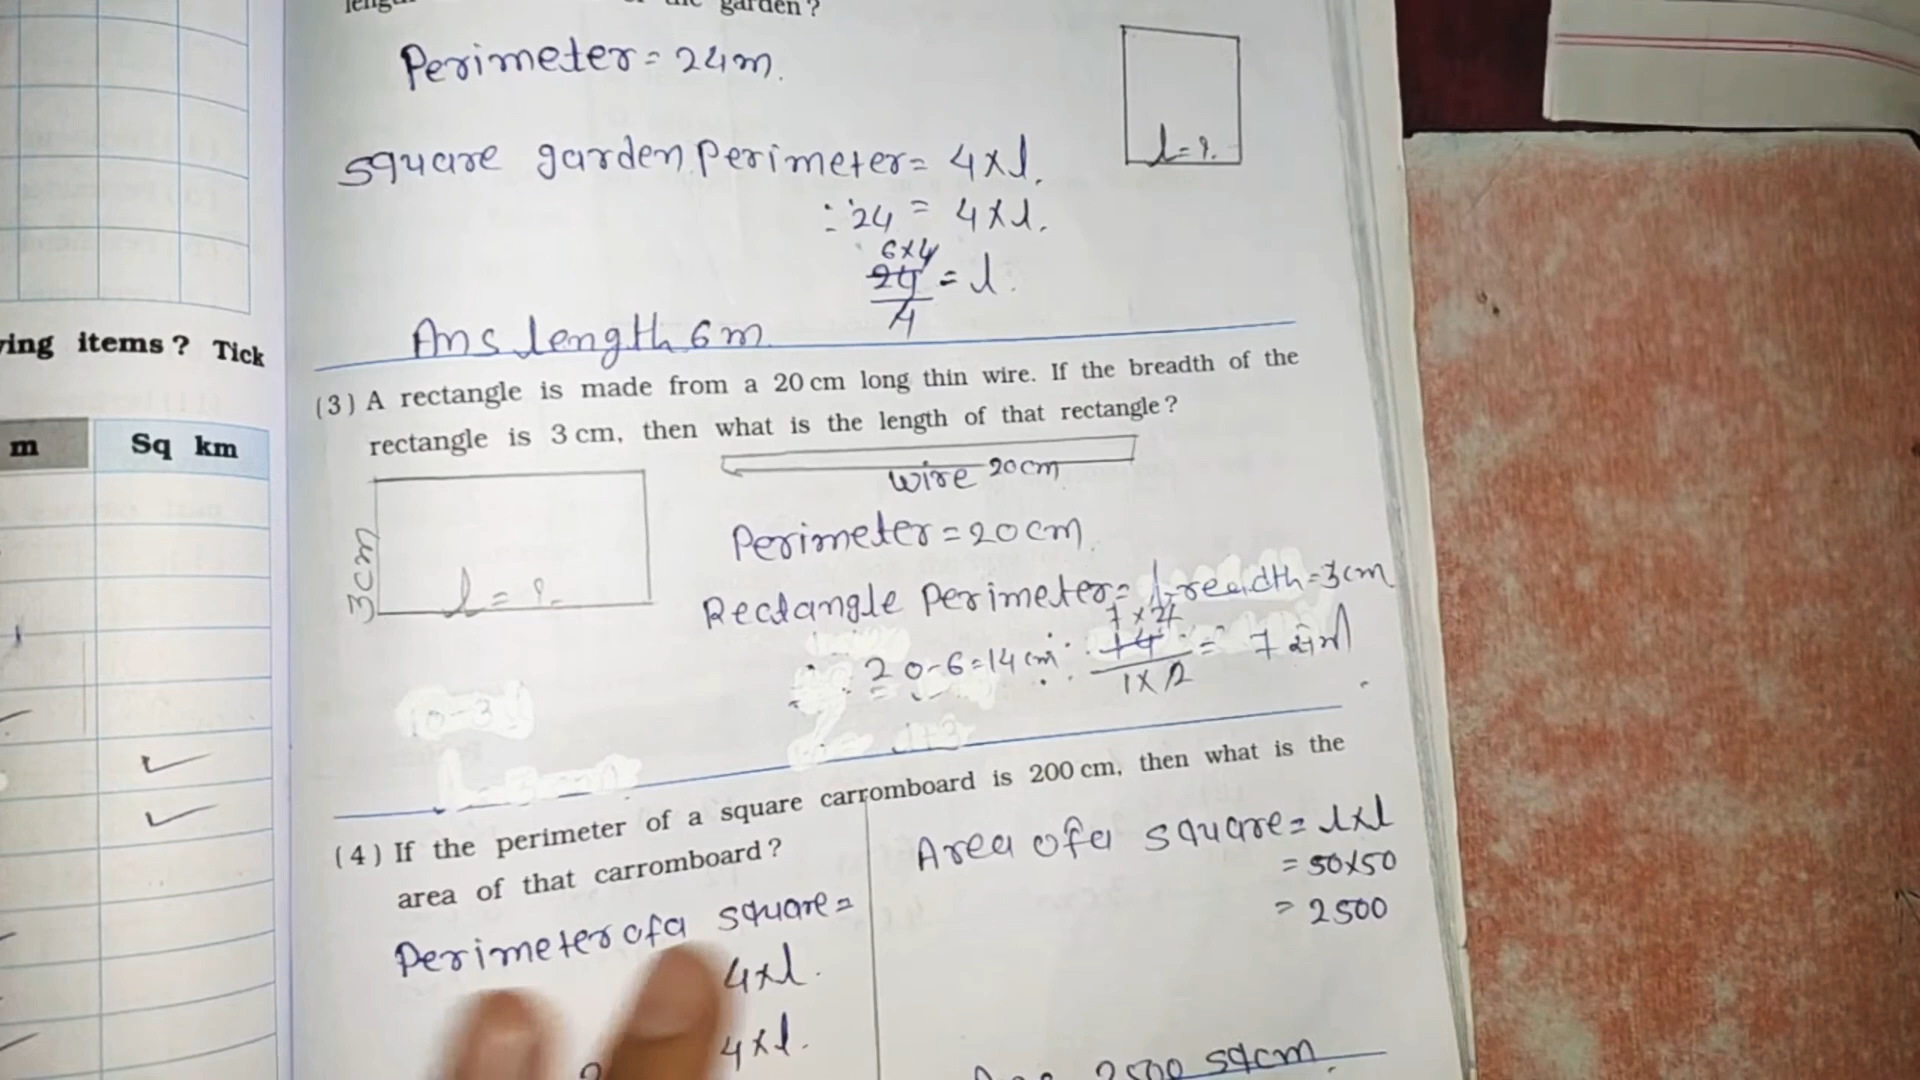 garden?
Perimeter = 24m.
square garden perimeter = 4×l.
l = ?.
∴ 24 = 4×l.
6×4
24/4 = l.
Ans length 6m
ring items? Tick
(3) A rectangle is made from a 20 cm long thin wire. If the breadth of the
rectangle is 3 cm, then what is the length of that rectangle?
m Sq km
wire 20cm
Perimeter = 20cm.
3cm
l = ?.
Rectangle perimeter = breadth = 3cm
7×2
∴ 20-6=14cm ∴ 14/1×2 = 7
10-3
(4) If the perimeter of a square carromboard is 200 cm, then what is the
area of that carromboard?
Area of a square = l×l
= 50×50
= 2500
Perimeter of a square =
4×l.
4×l.
2500 sqcm